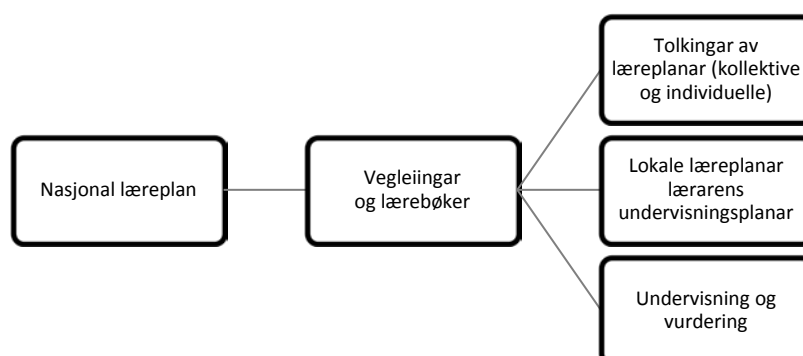 Nasjonal læreplan
Vegleiingar
og lærebøker
Tolkingar av
læreplanar (kollektive
og individuelle)
Lokale læreplanar
lærarens
undervisningsplanar
Undervisning og
vurdering